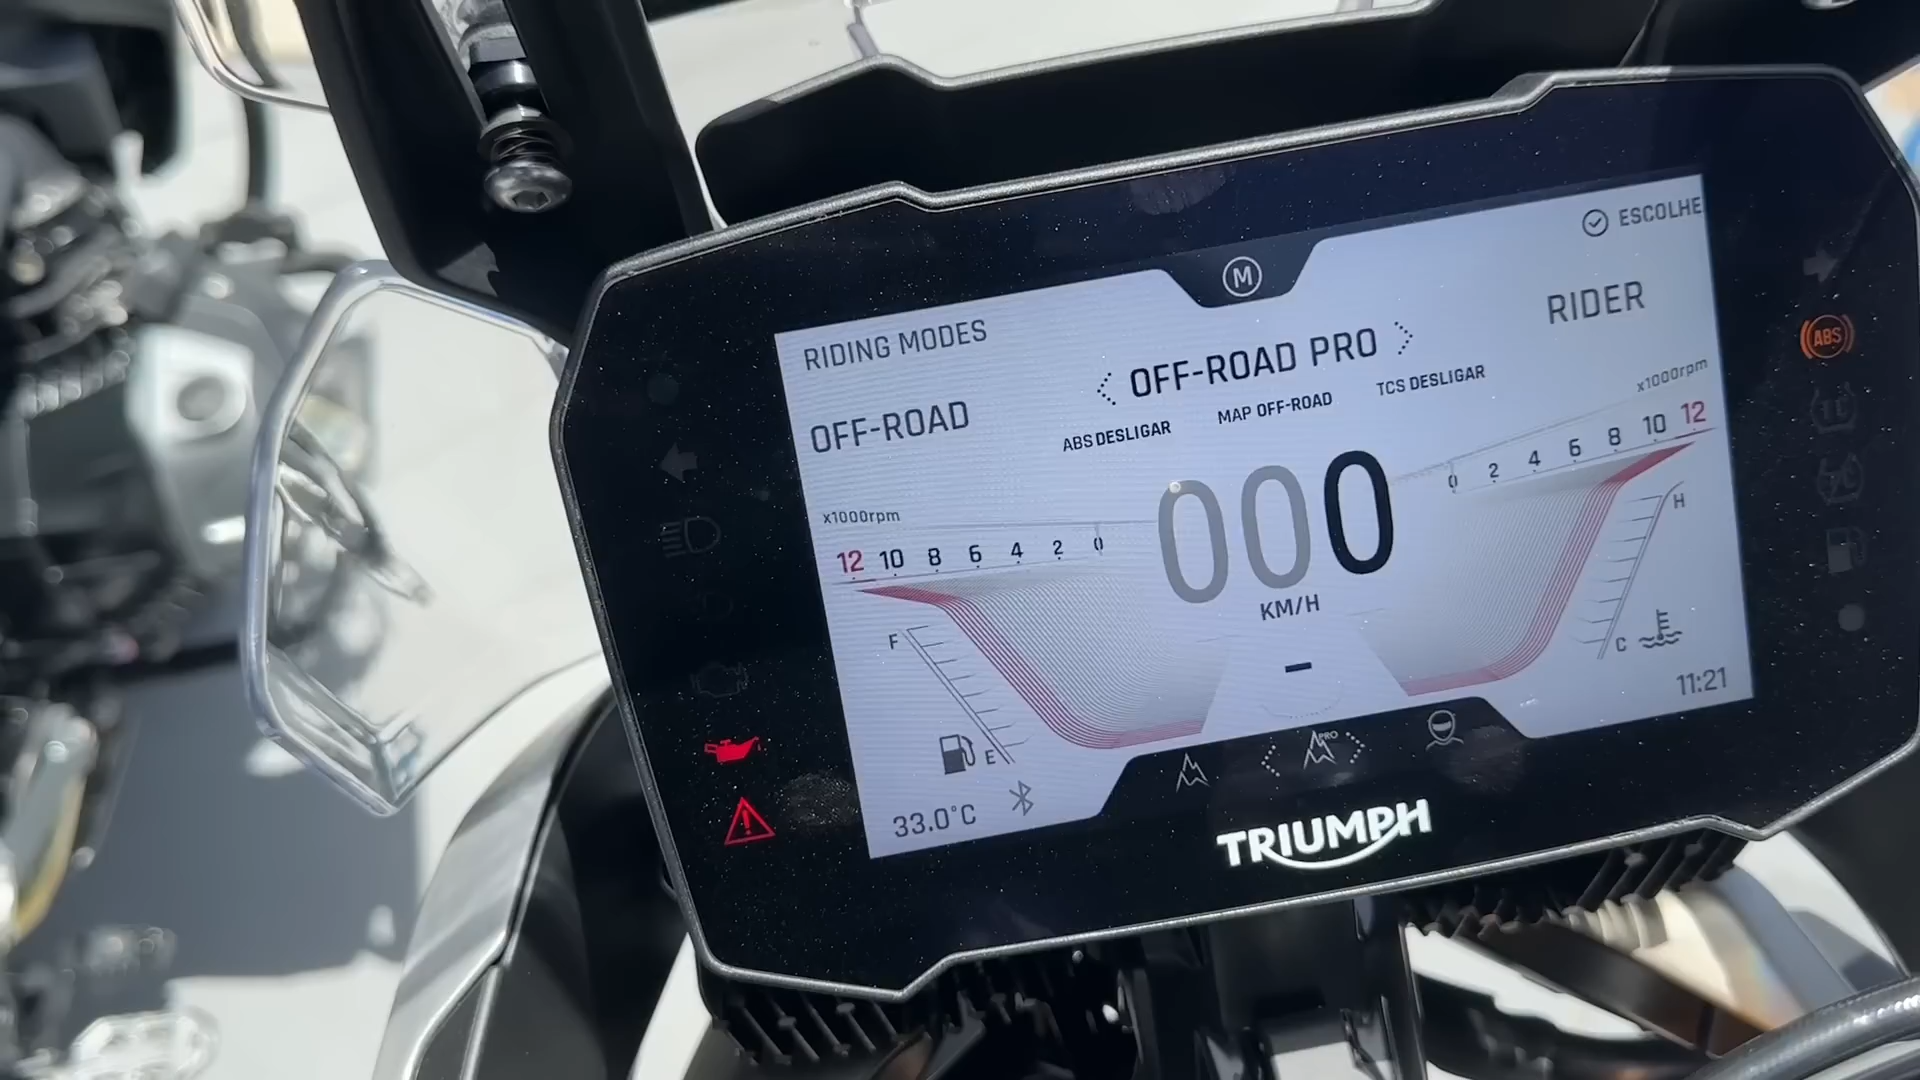 ESCOLHE
M
RIDING MODES
OFF-ROAD
OFF-ROAD PRO
RIDER
ABS DESLIGAR
MAP OFF-ROAD
TCS DESLIGAR
x1000rpm
12 10 8 6 4 2 0
000
KM/H
-
x1000rpm
0 2 4 6 8 10 12
F
E
H
C
33.0°C
11:21
PRO
TRIUMPH
ABS